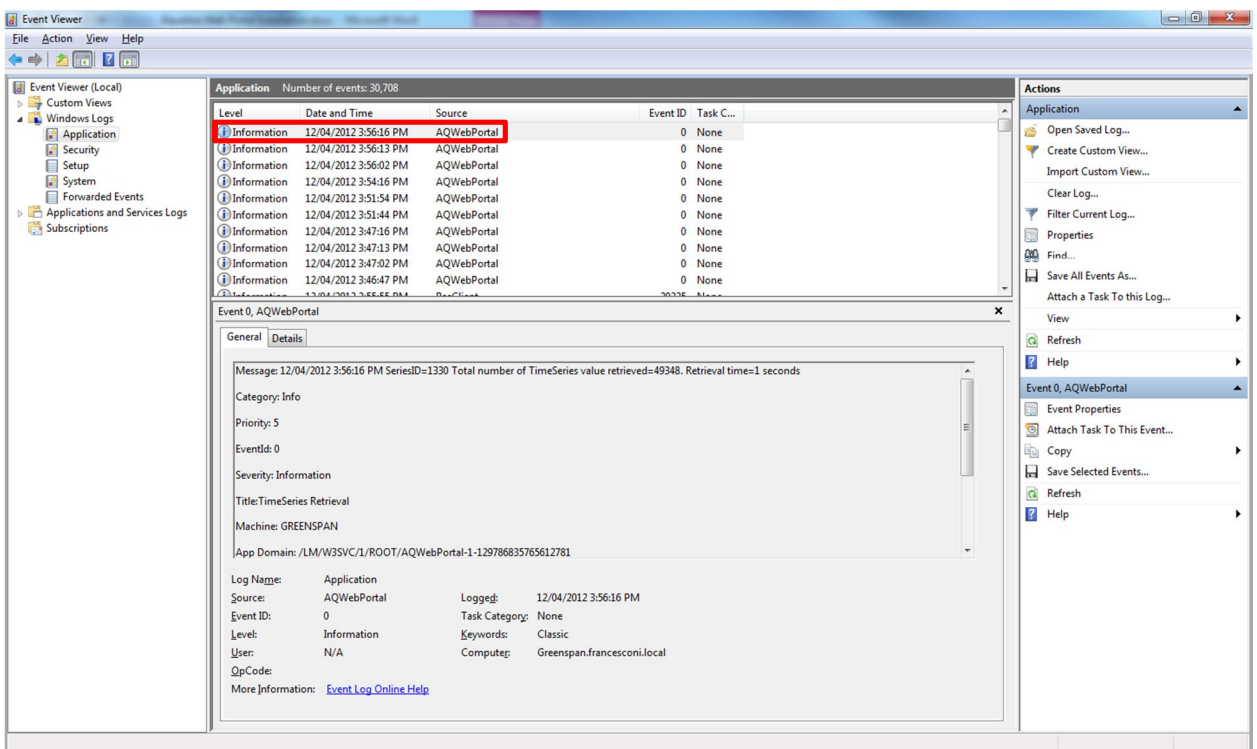 Event Viewer
File Action View Help
Event Viewer (Local)
Custom Views
Windows Logs
Application
Security
Setup
System
Forwarded Events
Applications and Services Logs
Subscriptions
Application Number of events: 30,708
Level Date and Time Source Event ID Task C...
Information 12/04/2012 3:56:16 PM AQWebPortal 0 None
Information 12/04/2012 3:56:13 PM AQWebPortal 0 None
Information 12/04/2012 3:56:02 PM AQWebPortal 0 None
Information 12/04/2012 3:54:16 PM AQWebPortal 0 None
Information 12/04/2012 3:51:54 PM AQWebPortal 0 None
Information 12/04/2012 3:51:44 PM AQWebPortal 0 None
Information 12/04/2012 3:47:16 PM AQWebPortal 0 None
Information 12/04/2012 3:47:13 PM AQWebPortal 0 None
Information 12/04/2012 3:47:02 PM AQWebPortal 0 None
Information 12/04/2012 3:46:47 PM AQWebPortal 0 None
Event 0, AQWebPortal
General Details
Message: 12/04/2012 3:56:16 PM SeriesID=1330 Total number of TimeSeries value retrieved=49348. Retrieval time=1 seconds
Category: Info
Priority: 5
EventId: 0
Severity: Information
Title:TimeSeries Retrieval
Machine: GREENSPAN
App Domain: /LM/W3SVC/1/ROOT/AQWebPortal-1-129786835765612781
Log Name: Application
Source: AQWebPortal Logged: 12/04/2012 3:56:16 PM
Event ID: 0 Task Category: None
Level: Information Keywords: Classic
User: N/A Computer: Greenspan.francesconi.local
OpCode:
More Information: Event Log Online Help
Actions
Application
Open Saved Log...
Create Custom View...
Import Custom View...
Clear Log...
Filter Current Log...
Properties
Find...
Save All Events As...
Attach a Task To this Log...
View
Refresh
Help
Event 0, AQWebPortal
Event Properties
Attach Task To This Event...
Copy
Save Selected Events...
Refresh
Help